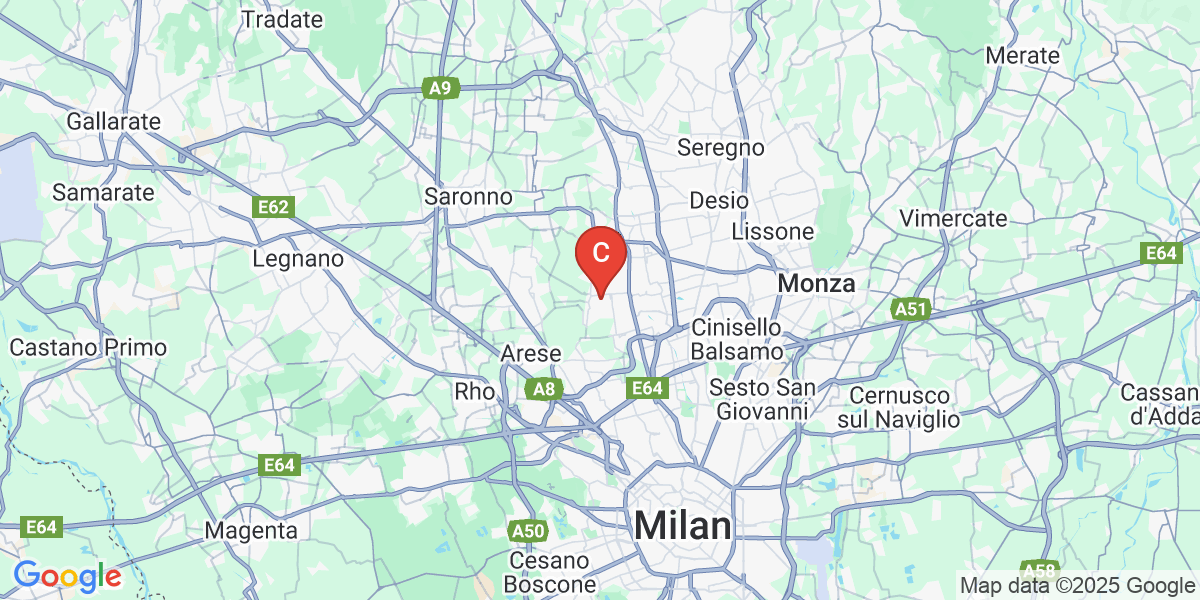 Tradate
Merate
A9
Gallarate
Seregno
Samarate
Saronno
Desio
E62
Vimercate
Lissone
C
E64
Legnano
Monza
A51
Cinisello
Balsamo
Castano Primo
Arese
Rho
A8
E64
Sesto San
Giovanni
Cernusco
sul Naviglio
Cassan
d'Adda
E64
E64
Magenta
A50
Milan
Cesano
Boscone
A58
Google
Map data ©2025 Google